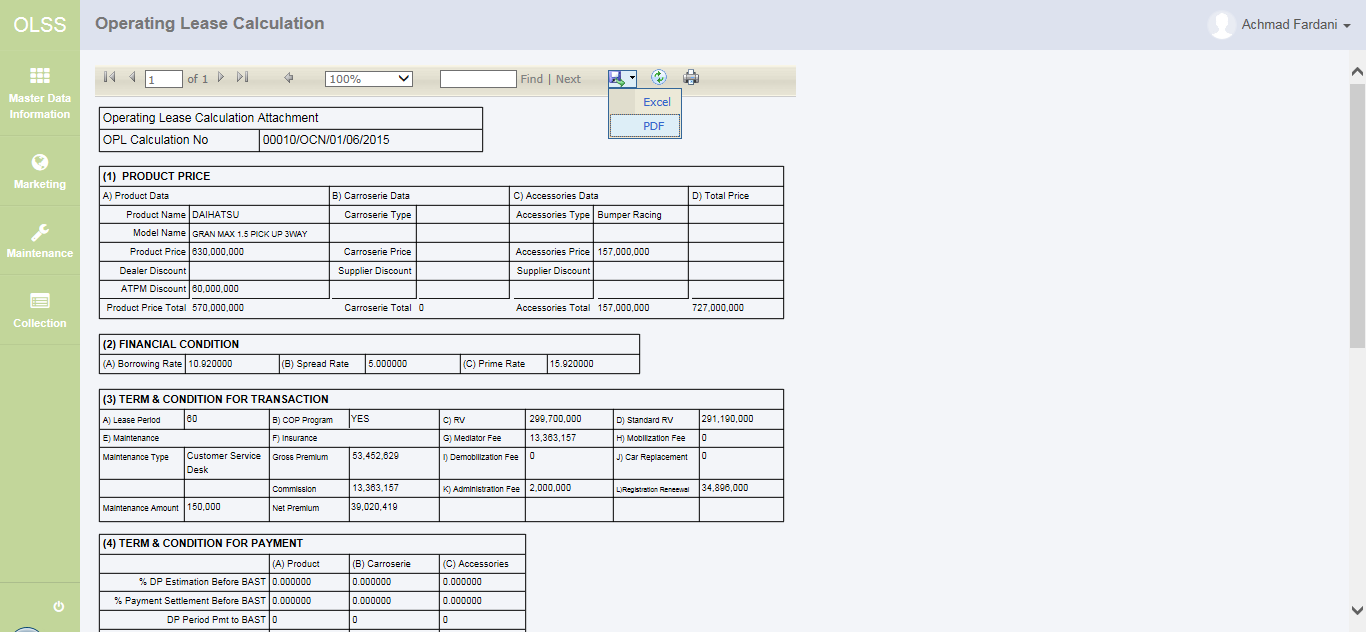 OLSS
Operating Lease Calculation
Achmad Fardani
Master Data
Information
Marketing
Maintenance
Collection
1 of 1 100% Find | Next
Excel
PDF
Operating Lease Calculation Attachment
OPL Calculation No 00010/OCN/01/06/2015
(1) PRODUCT PRICE
A) Product Data B) Carroserie Data C) Accessories Data D) Total Price
Product Name DAIHATSU Carroserie Type Accessories Type Bumper Racing
Model Name GRAN MAX 1.5 PICK UP 3WAY
Product Price 630,000,000 Carroserie Price Accessories Price 157,000,000
Dealer Discount Supplier Discount Supplier Discount
ATPM Discount 60,000,000
Product Price Total 570,000,000 Carroserie Total 0 Accessories Total 157,000,000 727,000,000
(2) FINANCIAL CONDITION
(A) Borrowing Rate 10.920000 (B) Spread Rate 5.000000 (C) Prime Rate 15.920000
(3) TERM & CONDITION FOR TRANSACTION
A) Lease Period 60 B) COP Program YES C) RV 299,700,000 D) Standard RV 291,190,000
E) Maintenance F) Insurance G) Mediator Fee 13,363,157 H) Mobilization Fee 0
Maintenance Type Customer Service Gross Premium 53,452,629 I) Demobilization Fee 0 J) Car Replacement 0
Desk
Commission 13,363,157 K) Administration Fee 2,000,000 L)Registration Reneewal 34,896,000
Maintenance Amount 150,000 Net Premium 39,020,419
(4) TERM & CONDITION FOR PAYMENT
(A) Product (B) Carroserie (C) Accessories
% DP Estimation Before BAST 0.000000 0.000000 0.000000
% Payment Settlement Before BAST 0.000000 0.000000 0.000000
DP Period Pmt to BAST 0 0 0